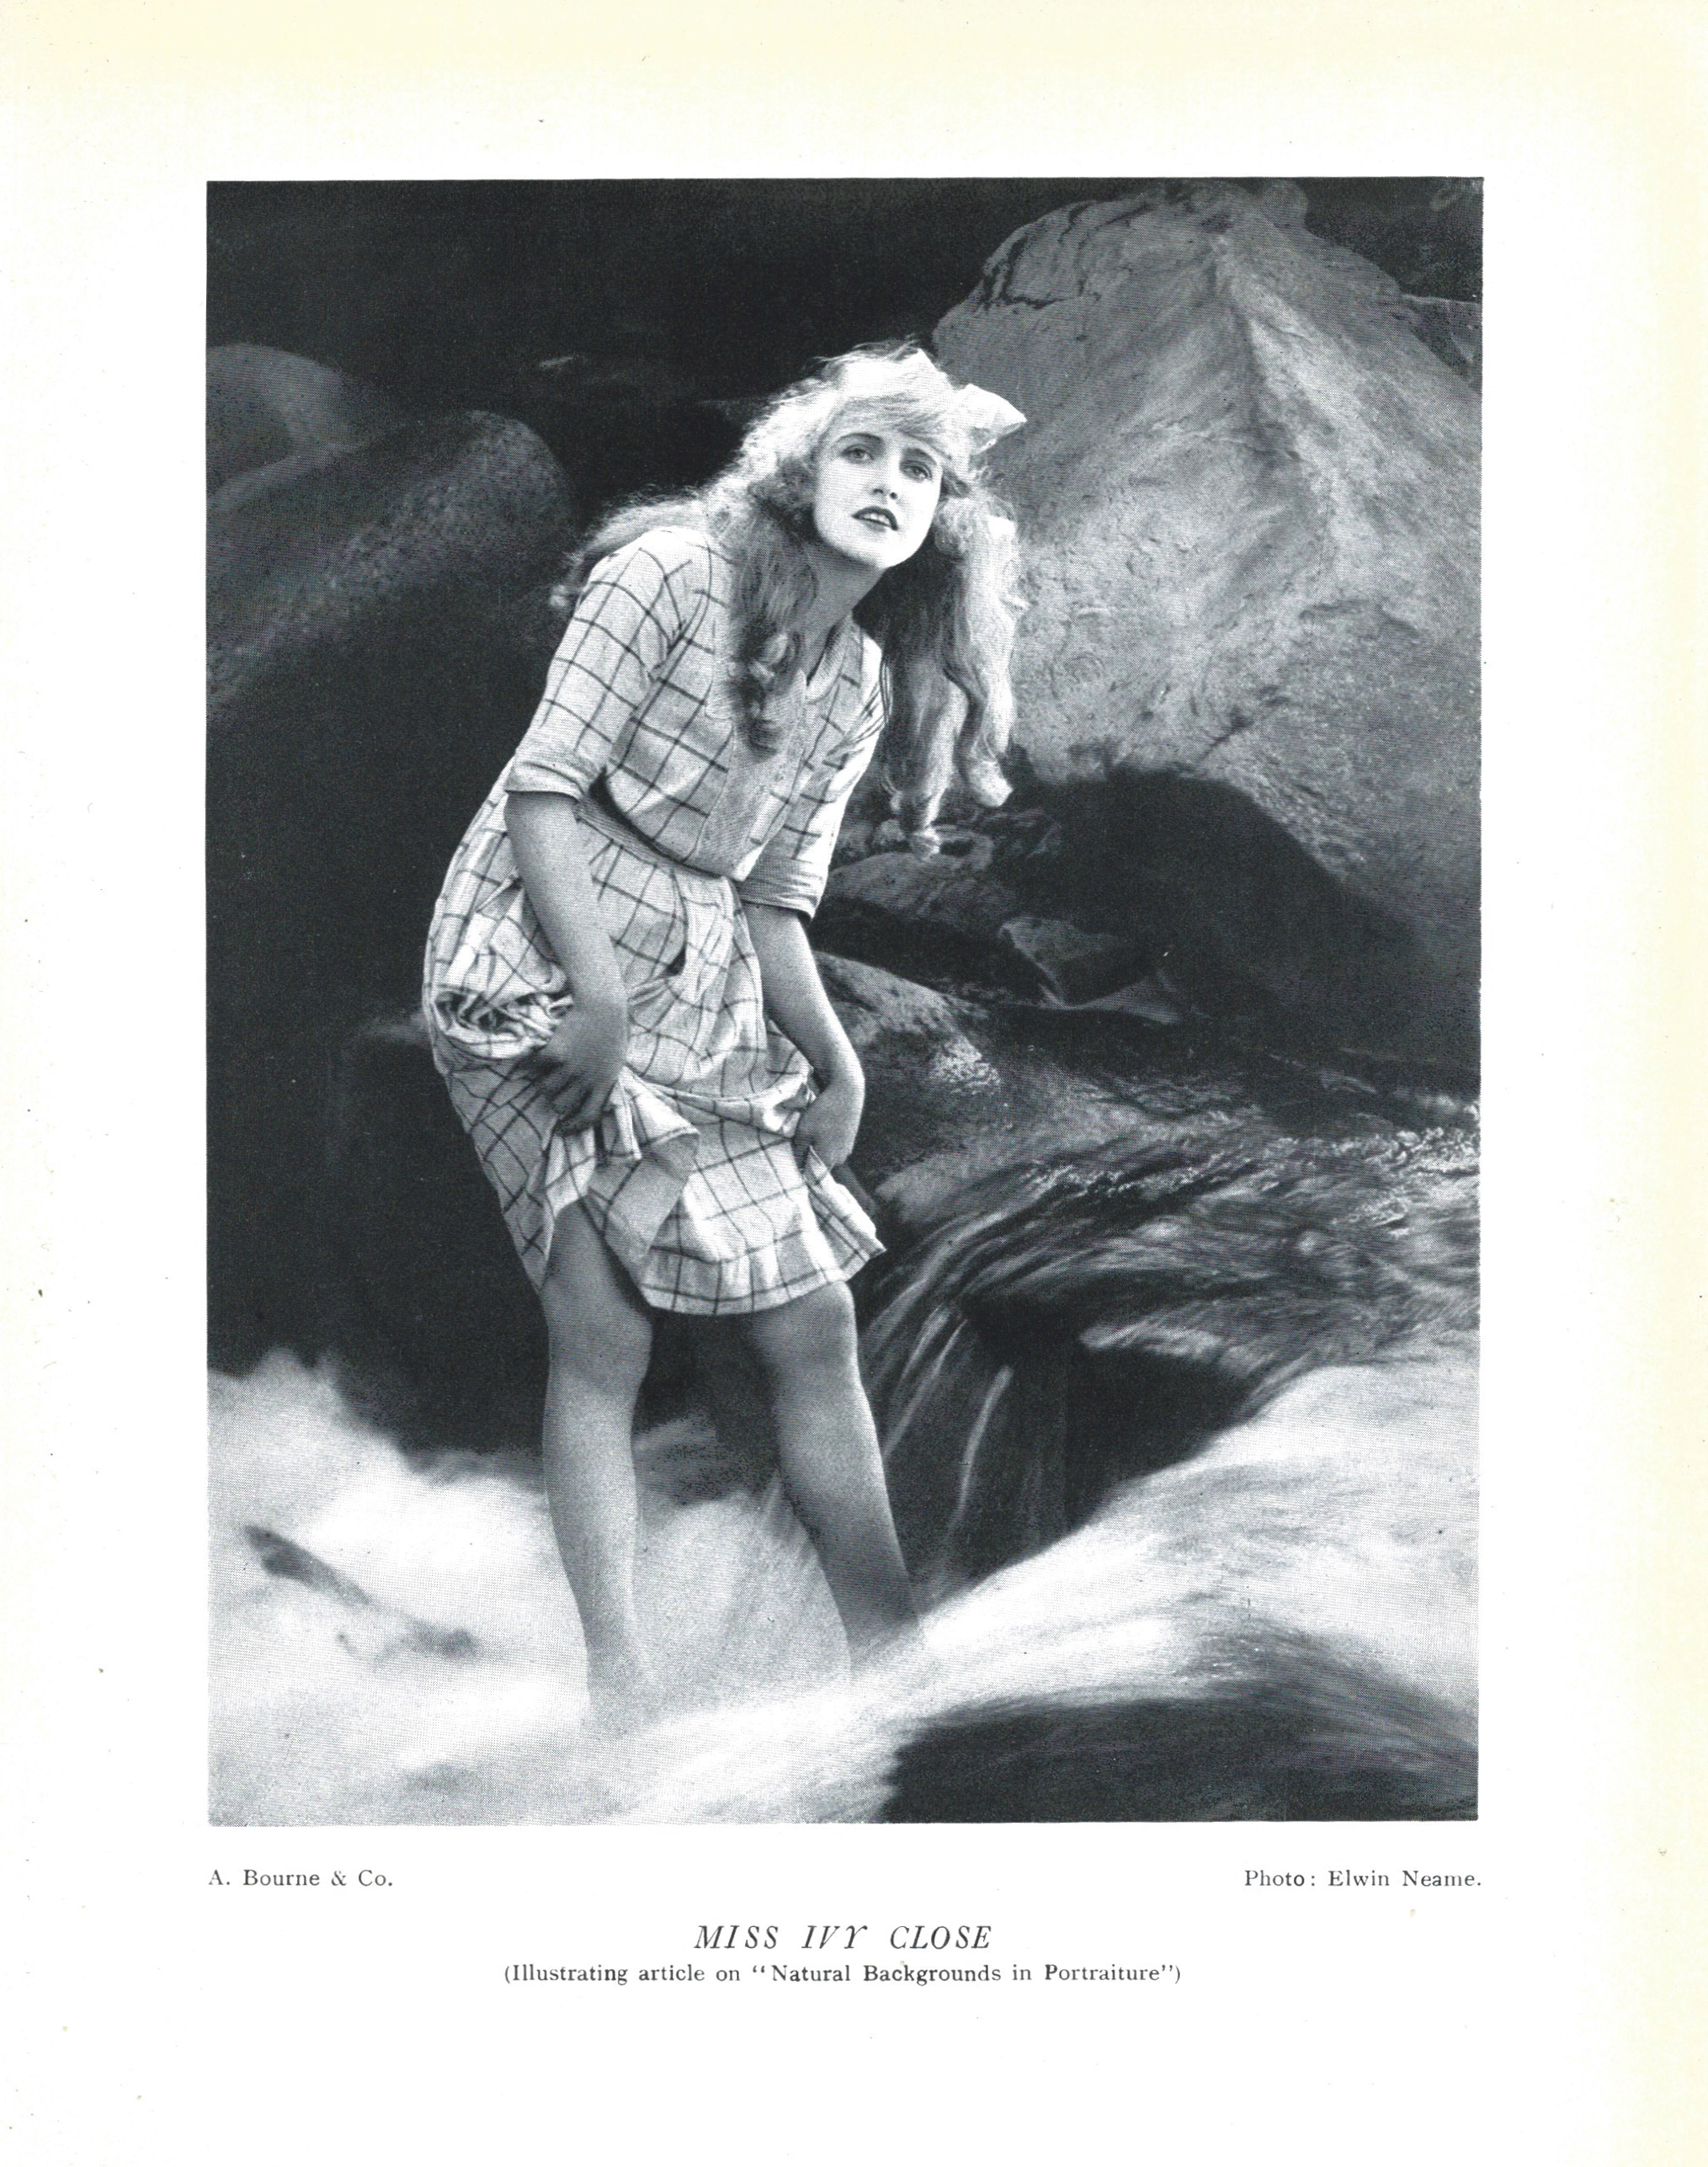 A. Bourne & Co.
Photo: Elwin Neame.
MISS IVY CLOSE
(Illustrating article on "Natural Backgrounds in Portraiture")